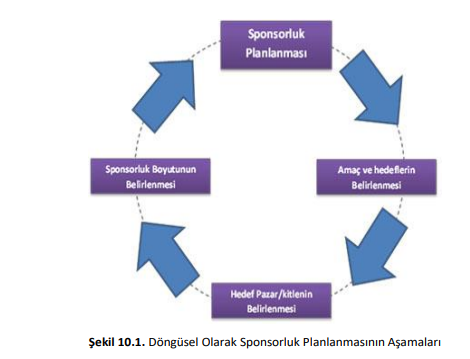 Sponsorluk
Planlanması
Amaç ve hedeflerin
Belirlenmesi
Hedef Pazar/kitlenin
Belirlenmesi
Sponsorluk Boyutunun
Belirlenmesi
Şekil 10.1. Döngüsel Olarak Sponsorluk Planlanmasının Aşamaları